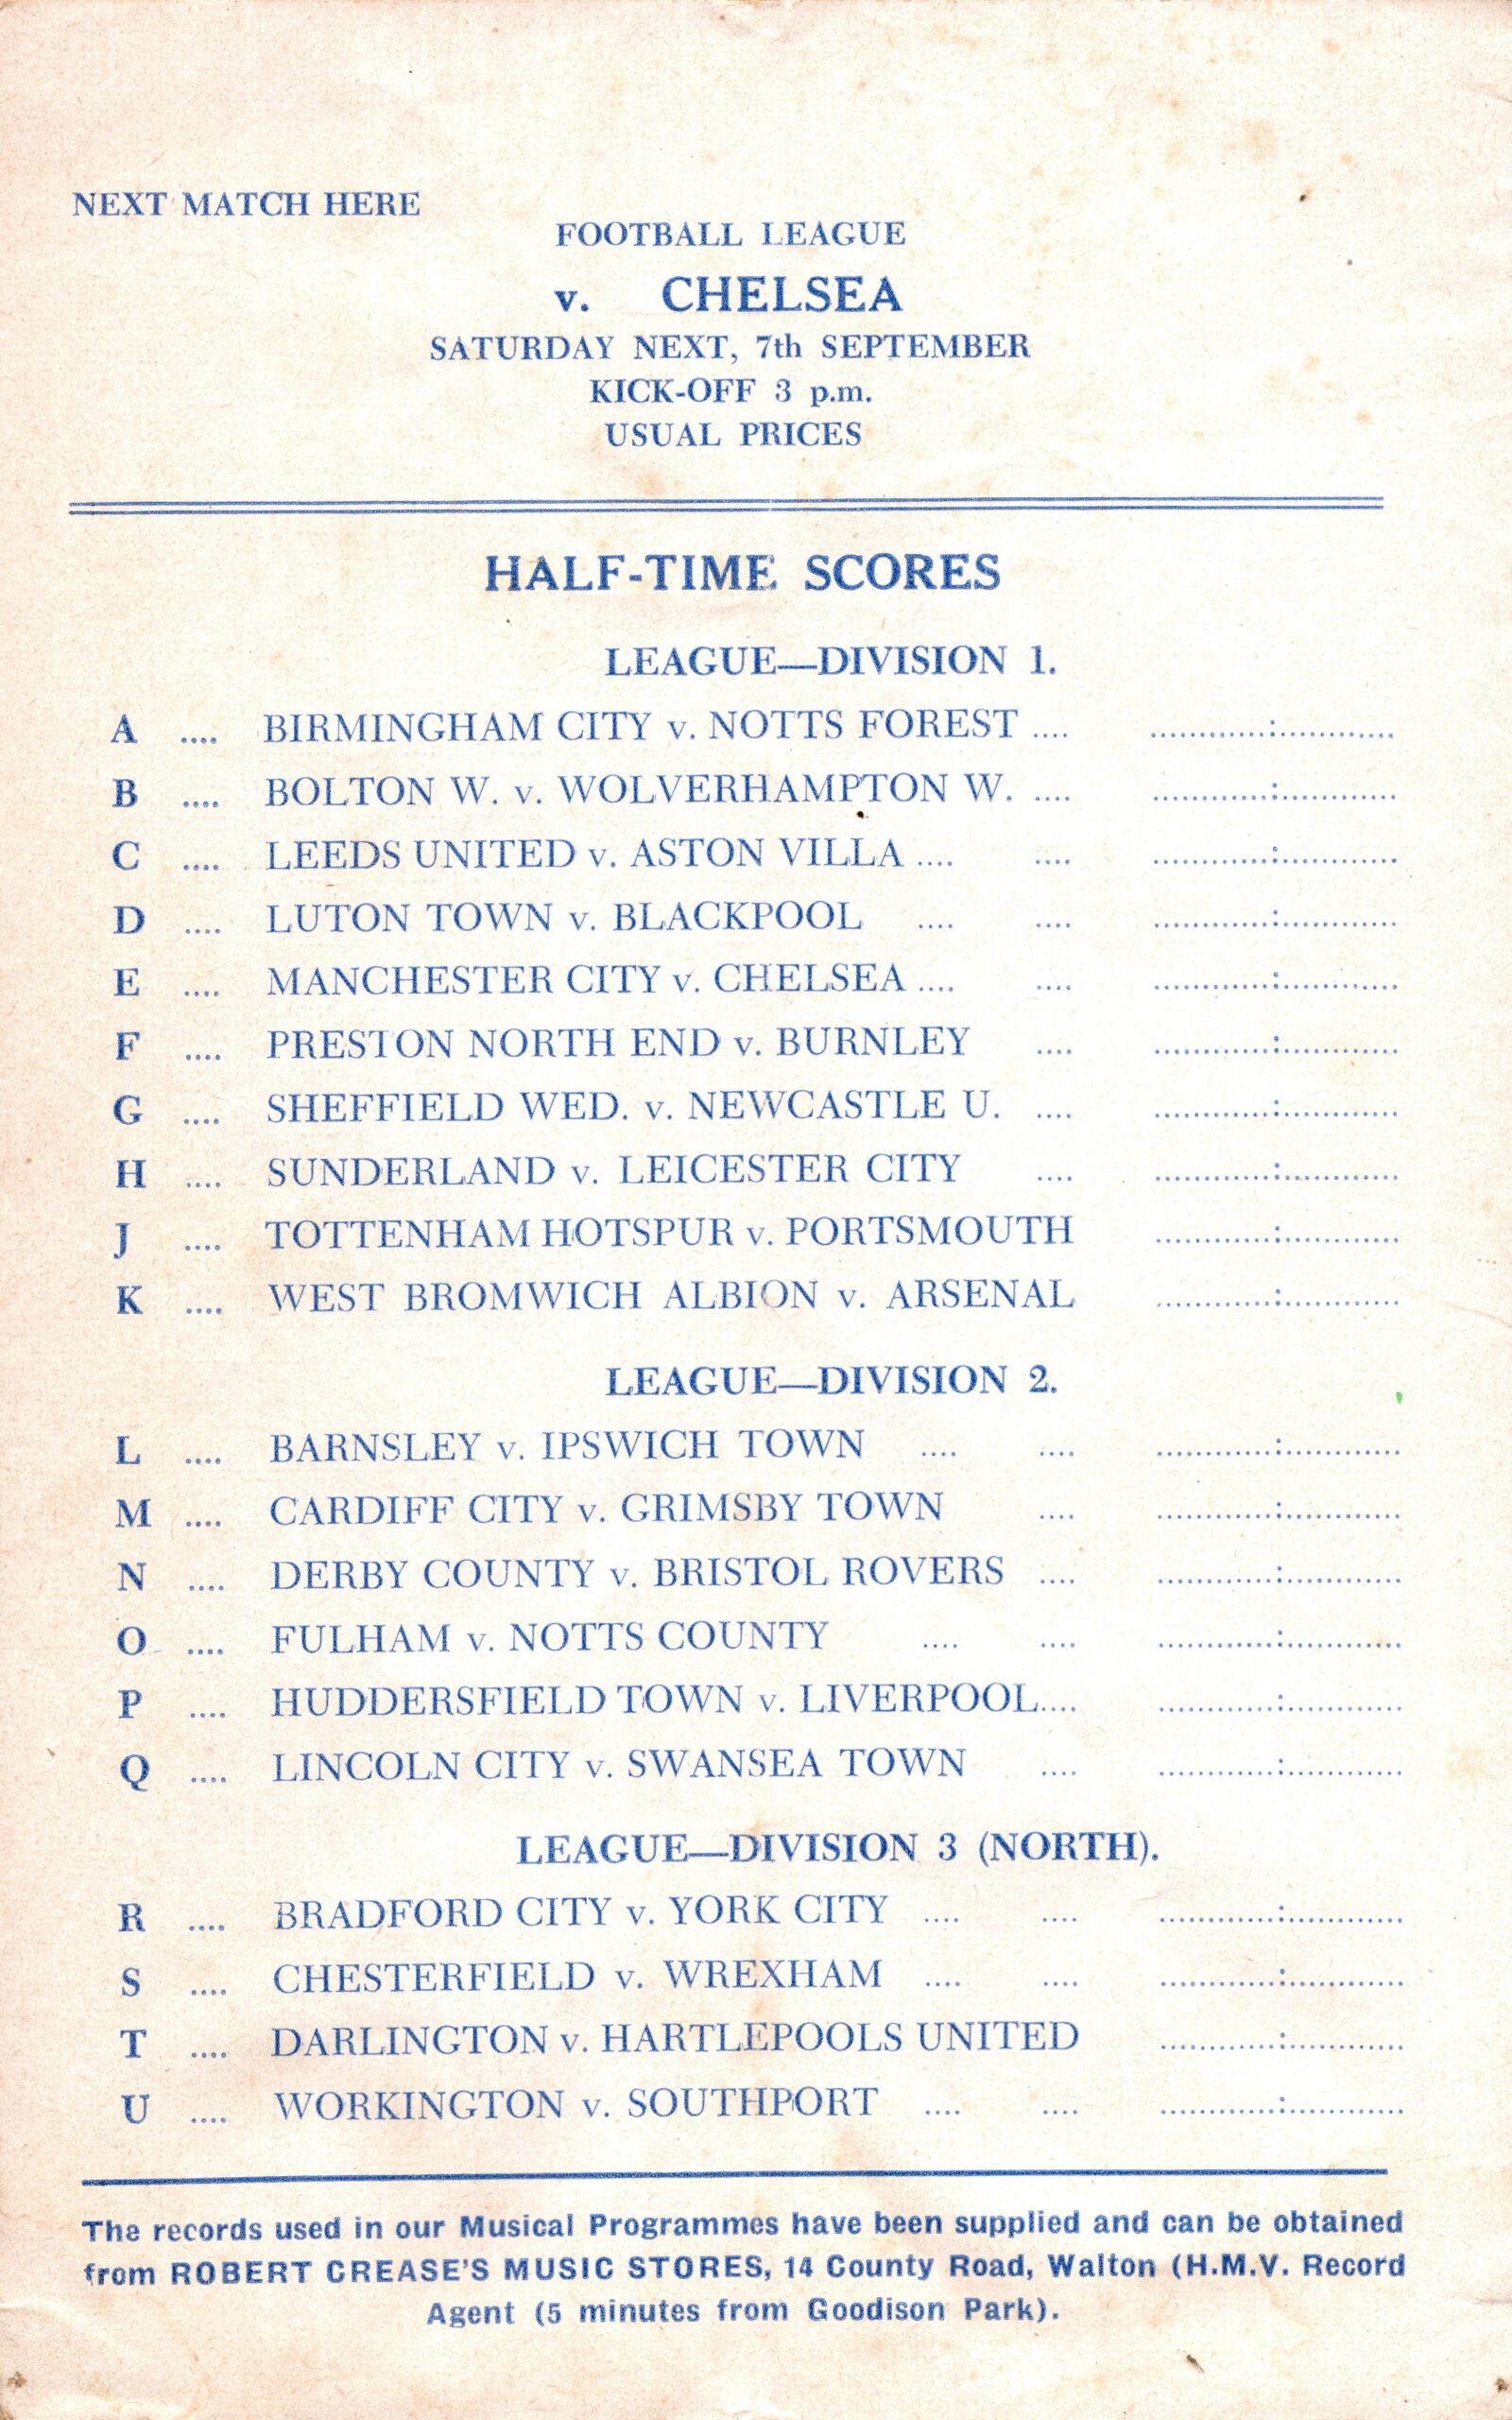 NEXT MATCH HERE
FOOTBALL LEAGUE
v. CHELSEA
SATURDAY NEXT, 7th SEPTEMBER
KICK-OFF 3 p.m.
USUAL PRICES
HALF-TIME SCORES
LEAGUE—DIVISION 1.
A .... BIRMINGHAM CITY v. NOTTS FOREST .... ............:............
B .... BOLTON W. v. WOLVERHAMPTON W. .... ............:............
C .... LEEDS UNITED v. ASTON VILLA .... .... ............:............
D .... LUTON TOWN v. BLACKPOOL .... .... ............:............
E .... MANCHESTER CITY v. CHELSEA .... .... ............:............
F .... PRESTON NORTH END v. BURNLEY .... ............:............
G .... SHEFFIELD WED. v. NEWCASTLE U. .... ............:............
H .... SUNDERLAND v. LEICESTER CITY .... ............:............
J .... TOTTENHAM HOTSPUR v. PORTSMOUTH ............:............
K .... WEST BROMWICH ALBION v. ARSENAL ............:............
LEAGUE—DIVISION 2.
L .... BARNSLEY v. IPSWICH TOWN .... .... ............:............
M .... CARDIFF CITY v. GRIMSBY TOWN .... ............:............
N .... DERBY COUNTY v. BRISTOL ROVERS .... ............:............
O .... FULHAM v. NOTTS COUNTY .... .... ............:............
P .... HUDDERSFIELD TOWN v. LIVERPOOL.... ............:............
Q .... LINCOLN CITY v. SWANSEA TOWN .... ............:............
LEAGUE—DIVISION 3 (NORTH).
R .... BRADFORD CITY v. YORK CITY .... .... ............:............
S .... CHESTERFIELD v. WREXHAM .... .... ............:............
T .... DARLINGTON v. HARTLEPOOLS UNITED ............:............
U .... WORKINGTON v. SOUTHPORT .... .... ............:............
The records used in our Musical Programmes have been supplied and can be obtained
from ROBERT CREASE'S MUSIC STORES, 14 County Road, Walton (H.M.V. Record
Agent (5 minutes from Goodison Park).